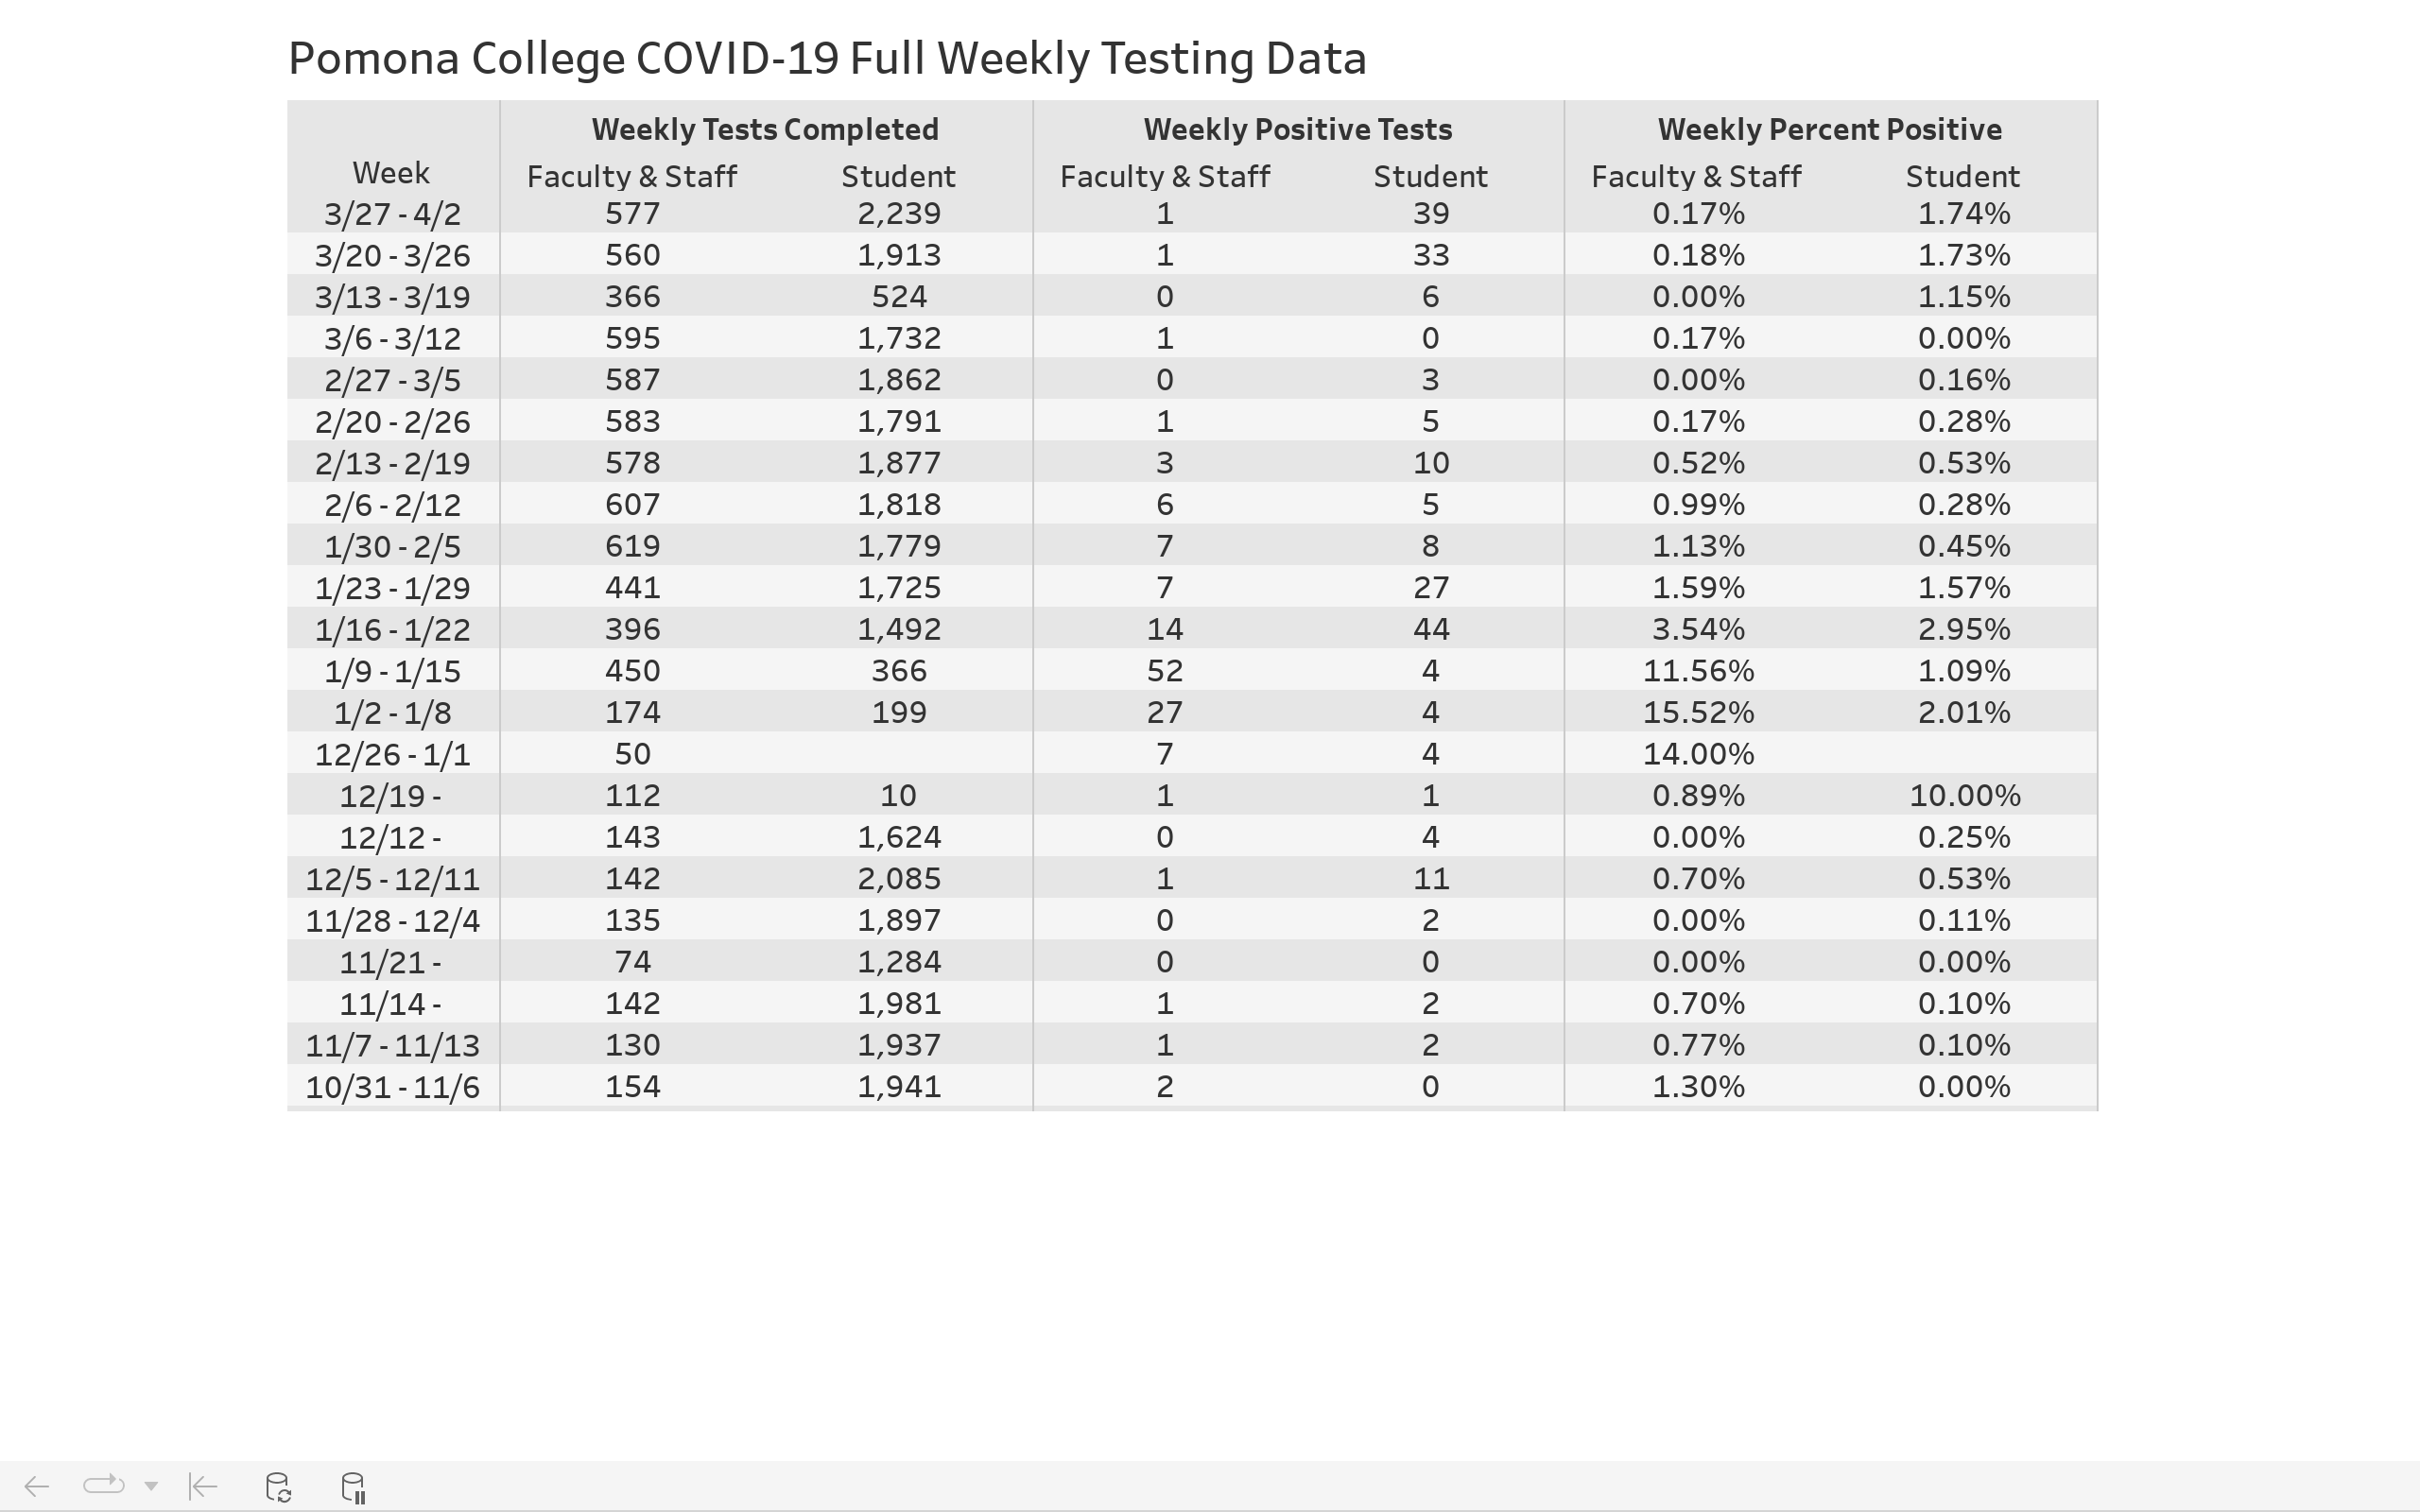 Pomona College COVID-19 Full Weekly Testing Data
Weekly Tests Completed Weekly Positive Tests Weekly Percent Positive
Week Faculty & Staff Student Faculty & Staff Student Faculty & Staff Student
3/27 - 4/2 577 2,239 1 39 0.17% 1.74%
3/20 - 3/26 560 1,913 1 33 0.18% 1.73%
3/13 - 3/19 366 524 0 6 0.00% 1.15%
3/6 - 3/12 595 1,732 1 0 0.17% 0.00%
2/27 - 3/5 587 1,862 0 3 0.00% 0.16%
2/20 - 2/26 583 1,791 1 5 0.17% 0.28%
2/13 - 2/19 578 1,877 3 10 0.52% 0.53%
2/6 - 2/12 607 1,818 6 5 0.99% 0.28%
1/30 - 2/5 619 1,779 7 8 1.13% 0.45%
1/23 - 1/29 441 1,725 7 27 1.59% 1.57%
1/16 - 1/22 396 1,492 14 44 3.54% 2.95%
1/9 - 1/15 450 366 52 4 11.56% 1.09%
1/2 - 1/8 174 199 27 4 15.52% 2.01%
12/26 - 1/1 50 7 4 14.00%
12/19 - 112 10 1 1 0.89% 10.00%
12/12 - 143 1,624 0 4 0.00% 0.25%
12/5 - 12/11 142 2,085 1 11 0.70% 0.53%
11/28 - 12/4 135 1,897 0 2 0.00% 0.11%
11/21 - 74 1,284 0 0 0.00% 0.00%
11/14 - 142 1,981 1 2 0.70% 0.10%
11/7 - 11/13 130 1,937 1 2 0.77% 0.10%
10/31 - 11/6 154 1,941 2 0 1.30% 0.00%